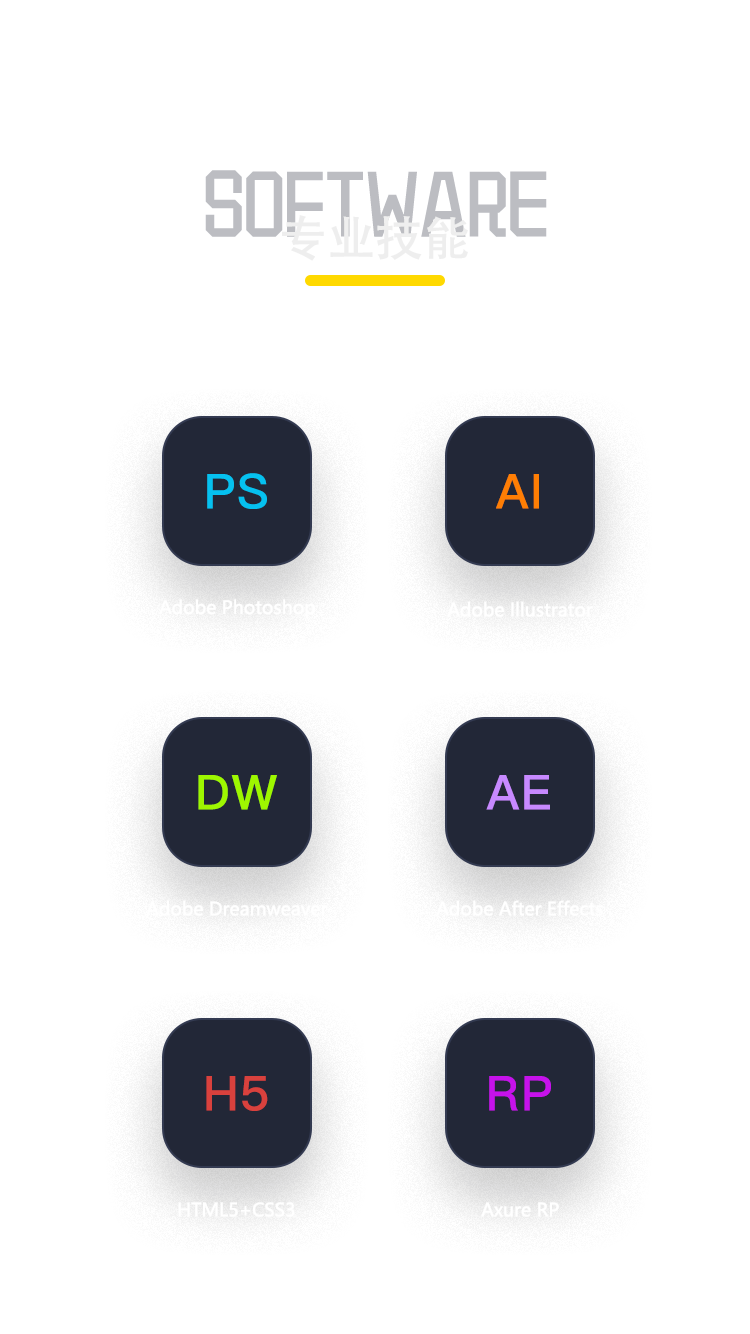 SOFTWARE
专业技能
PS
AI
Adobe Photoshop
Adobe Illustrator
DW
AE
Adobe Dreamweaver
Adobe After Effects
H5
RP
HTML5+CSS3
Axure RP